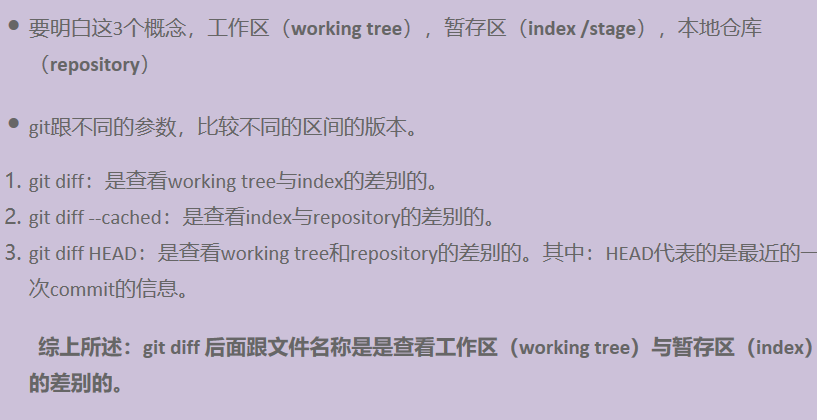 • 要明白这3个概念，工作区（working tree），暂存区（index /stage），本地仓库
（repository）
• git跟不同的参数，比较不同的区间的版本。
1. git diff：是查看working tree与index的差别的。
2. git diff --cached：是查看index与repository的差别的。
3. git diff HEAD：是查看working tree和repository的差别的。其中：HEAD代表的是最近的一
次commit的信息。
综上所述：git diff 后面跟文件名称是是查看工作区（working tree）与暂存区（index）
的差别的。